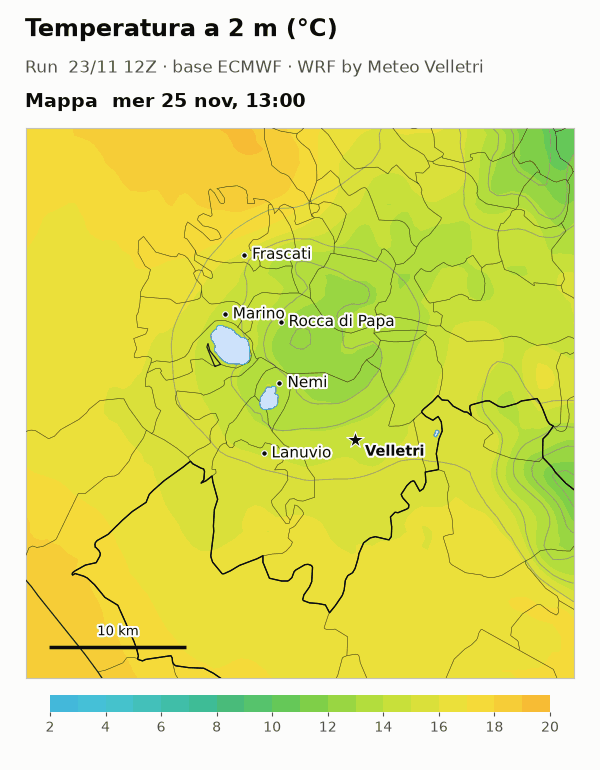 Temperatura a 2 m (°C)
Run  23/11 12Z · base ECMWF · WRF by Meteo Velletri
Mappa  mer 25 nov, 13:00
Frascati
Marino
Rocca di Papa
Nemi
Velletri
Lanuvio
10 km
2 4 6 8 10 12 14 16 18 20